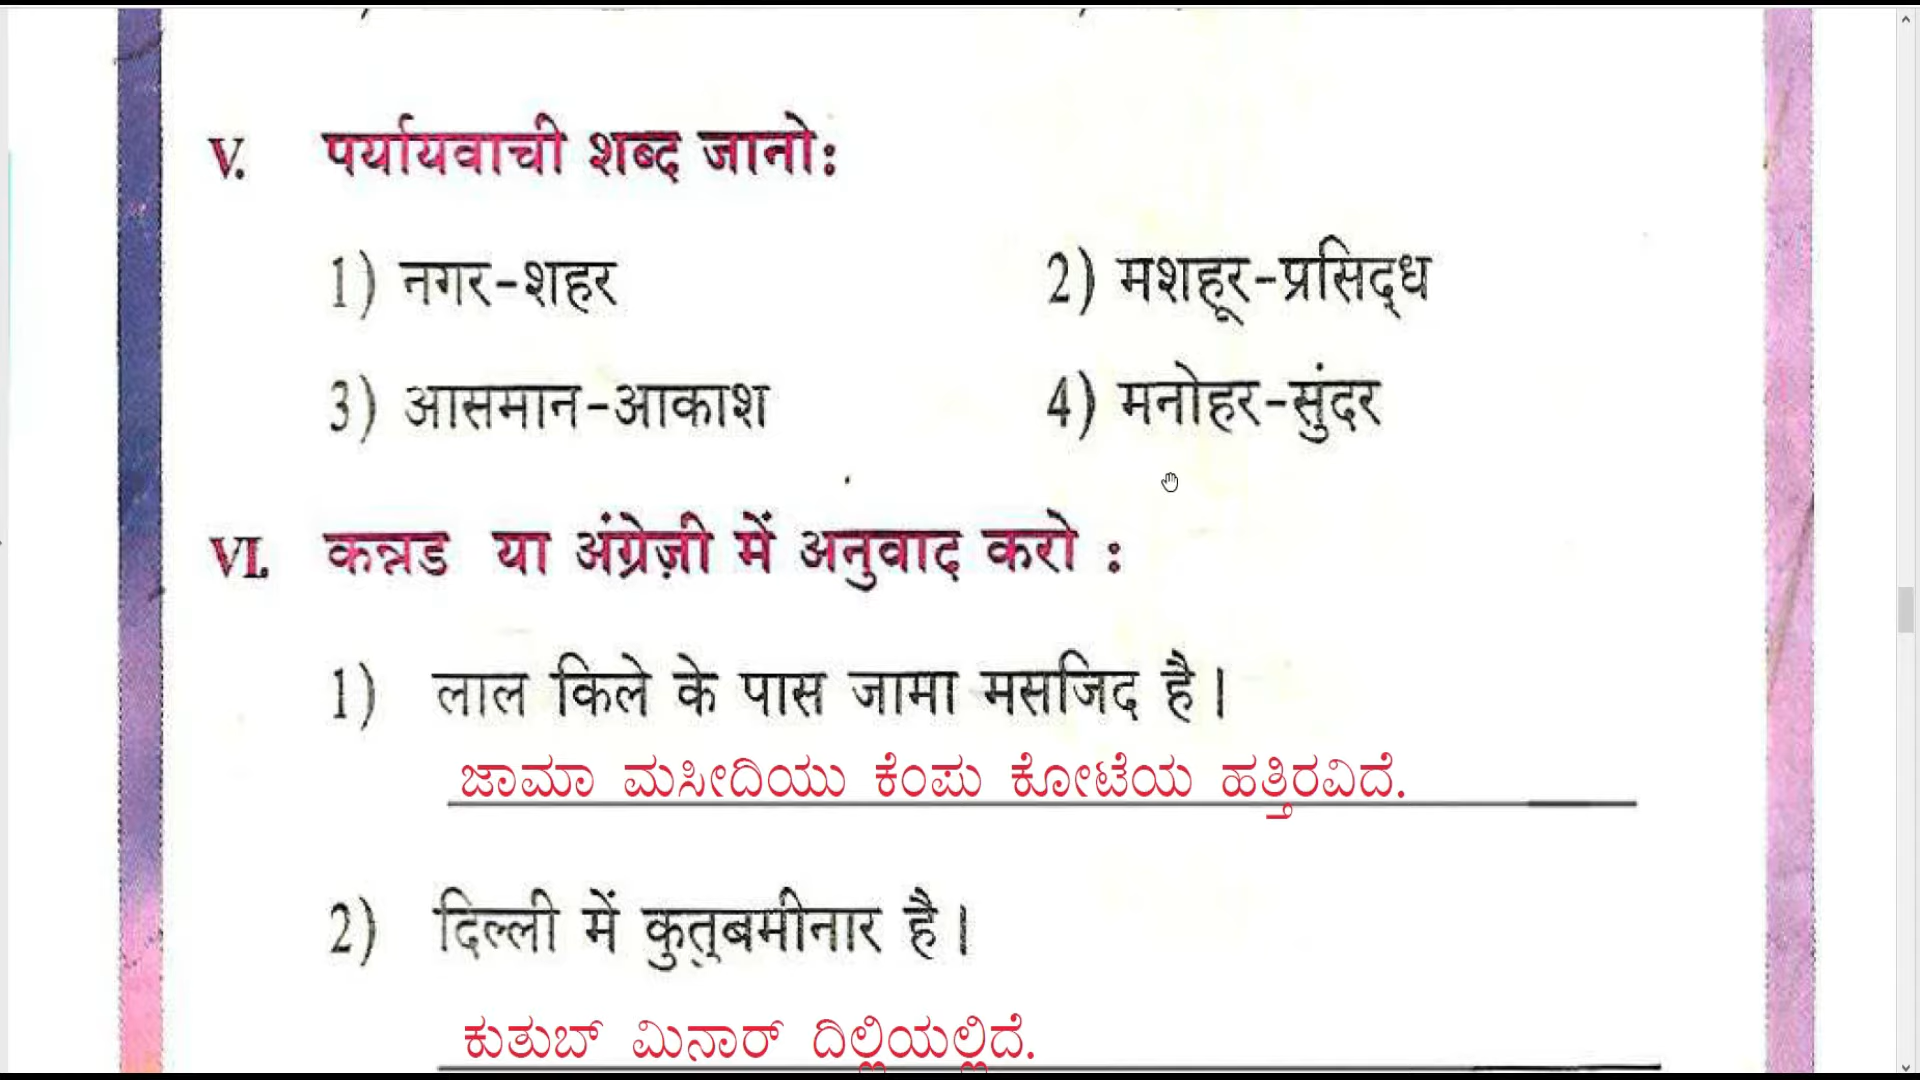 V. पर्यायवाची शब्द जानो:
1) नगर-शहर 2) मशहूर-प्रसिद्‌ध
3) आसमान-आकाश 4) मनोहर-सुंदर
VI. कन्नड या अंग्रेज़ी में अनुवाद करो :
1) लाल किले के पास जामा मसजिद है।
ಜಾಮಾ ಮಸೀದಿಯು ಕೆಂಪು ಕೋಟೆಯ ಹತ್ತಿರವಿದೆ.
2) दिल्ली में कुत्‌बमीनार है।
ಕುತುಬ್ ಮಿನಾರ್ ದಿಲ್ಲಿಯಲ್ಲಿದೆ.